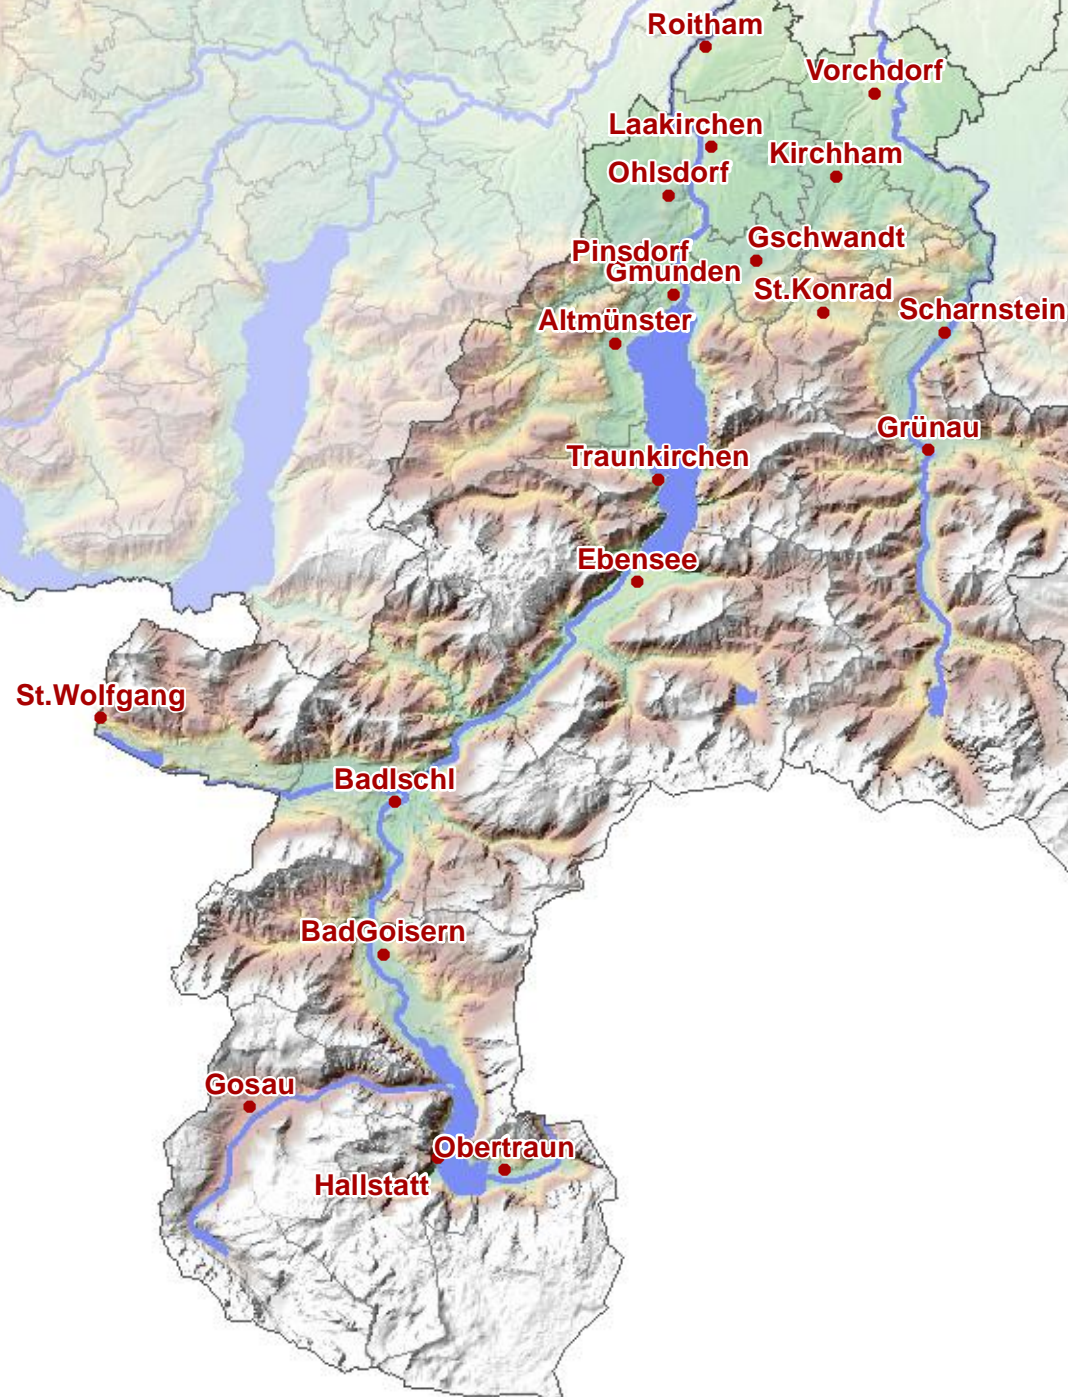 Roitham
Vorchdorf
Laakirchen
Kirchham
Ohlsdorf
Gschwandt
Pinsdorf
Gmunden
St.Konrad
Scharnstein
Altmünster
Grünau
Traunkirchen
Ebensee
St.Wolfgang
BadIschl
BadGoisern
Gosau
Obertraun
Hallstatt